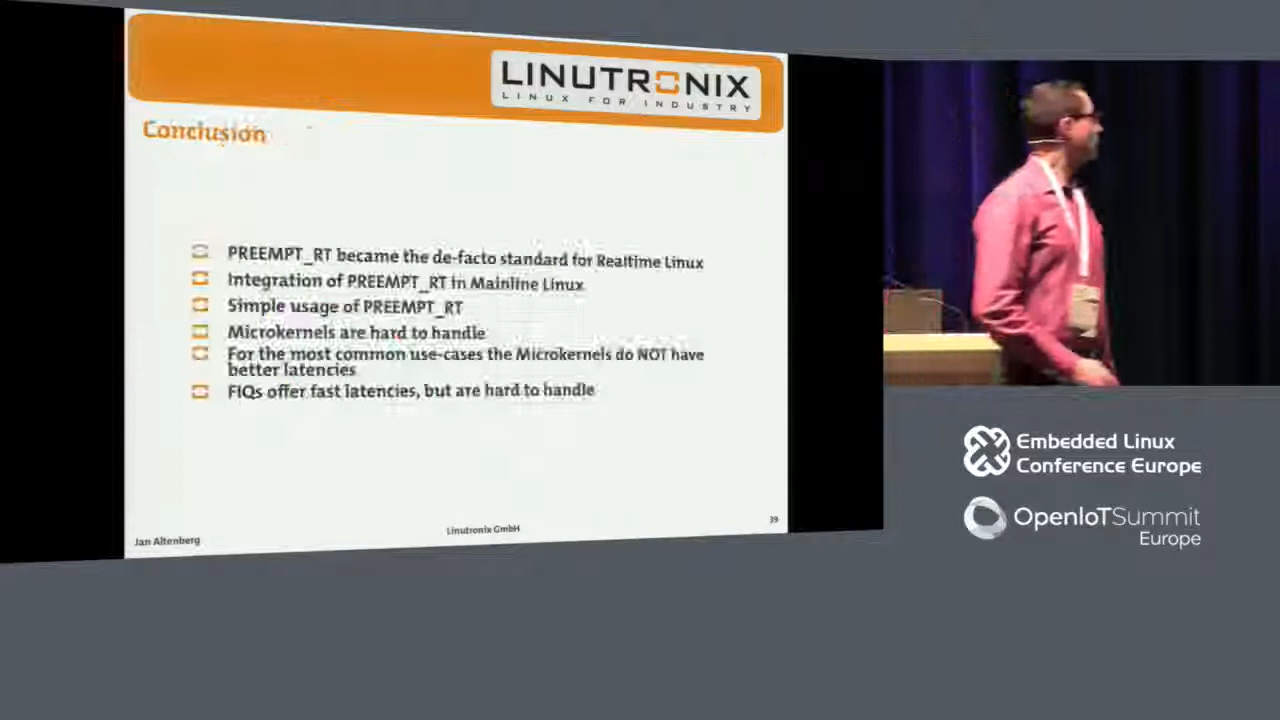 LINUTRONIX
LINUX FOR INDUSTRY
Conclusion
PREEMPT_RT became the de-facto standard for Realtime Linux
Integration of PREEMPT_RT in Mainline Linux
Simple usage of PREEMPT_RT
Microkernels are hard to handle
For the most common use-cases the Microkernels do NOT have
better latencies
FIQs offer fast latencies, but are hard to handle
Jan Altenberg
Linutronix GmbH
39
Embedded Linux
Conference Europe
OpenIoTSummit
Europe